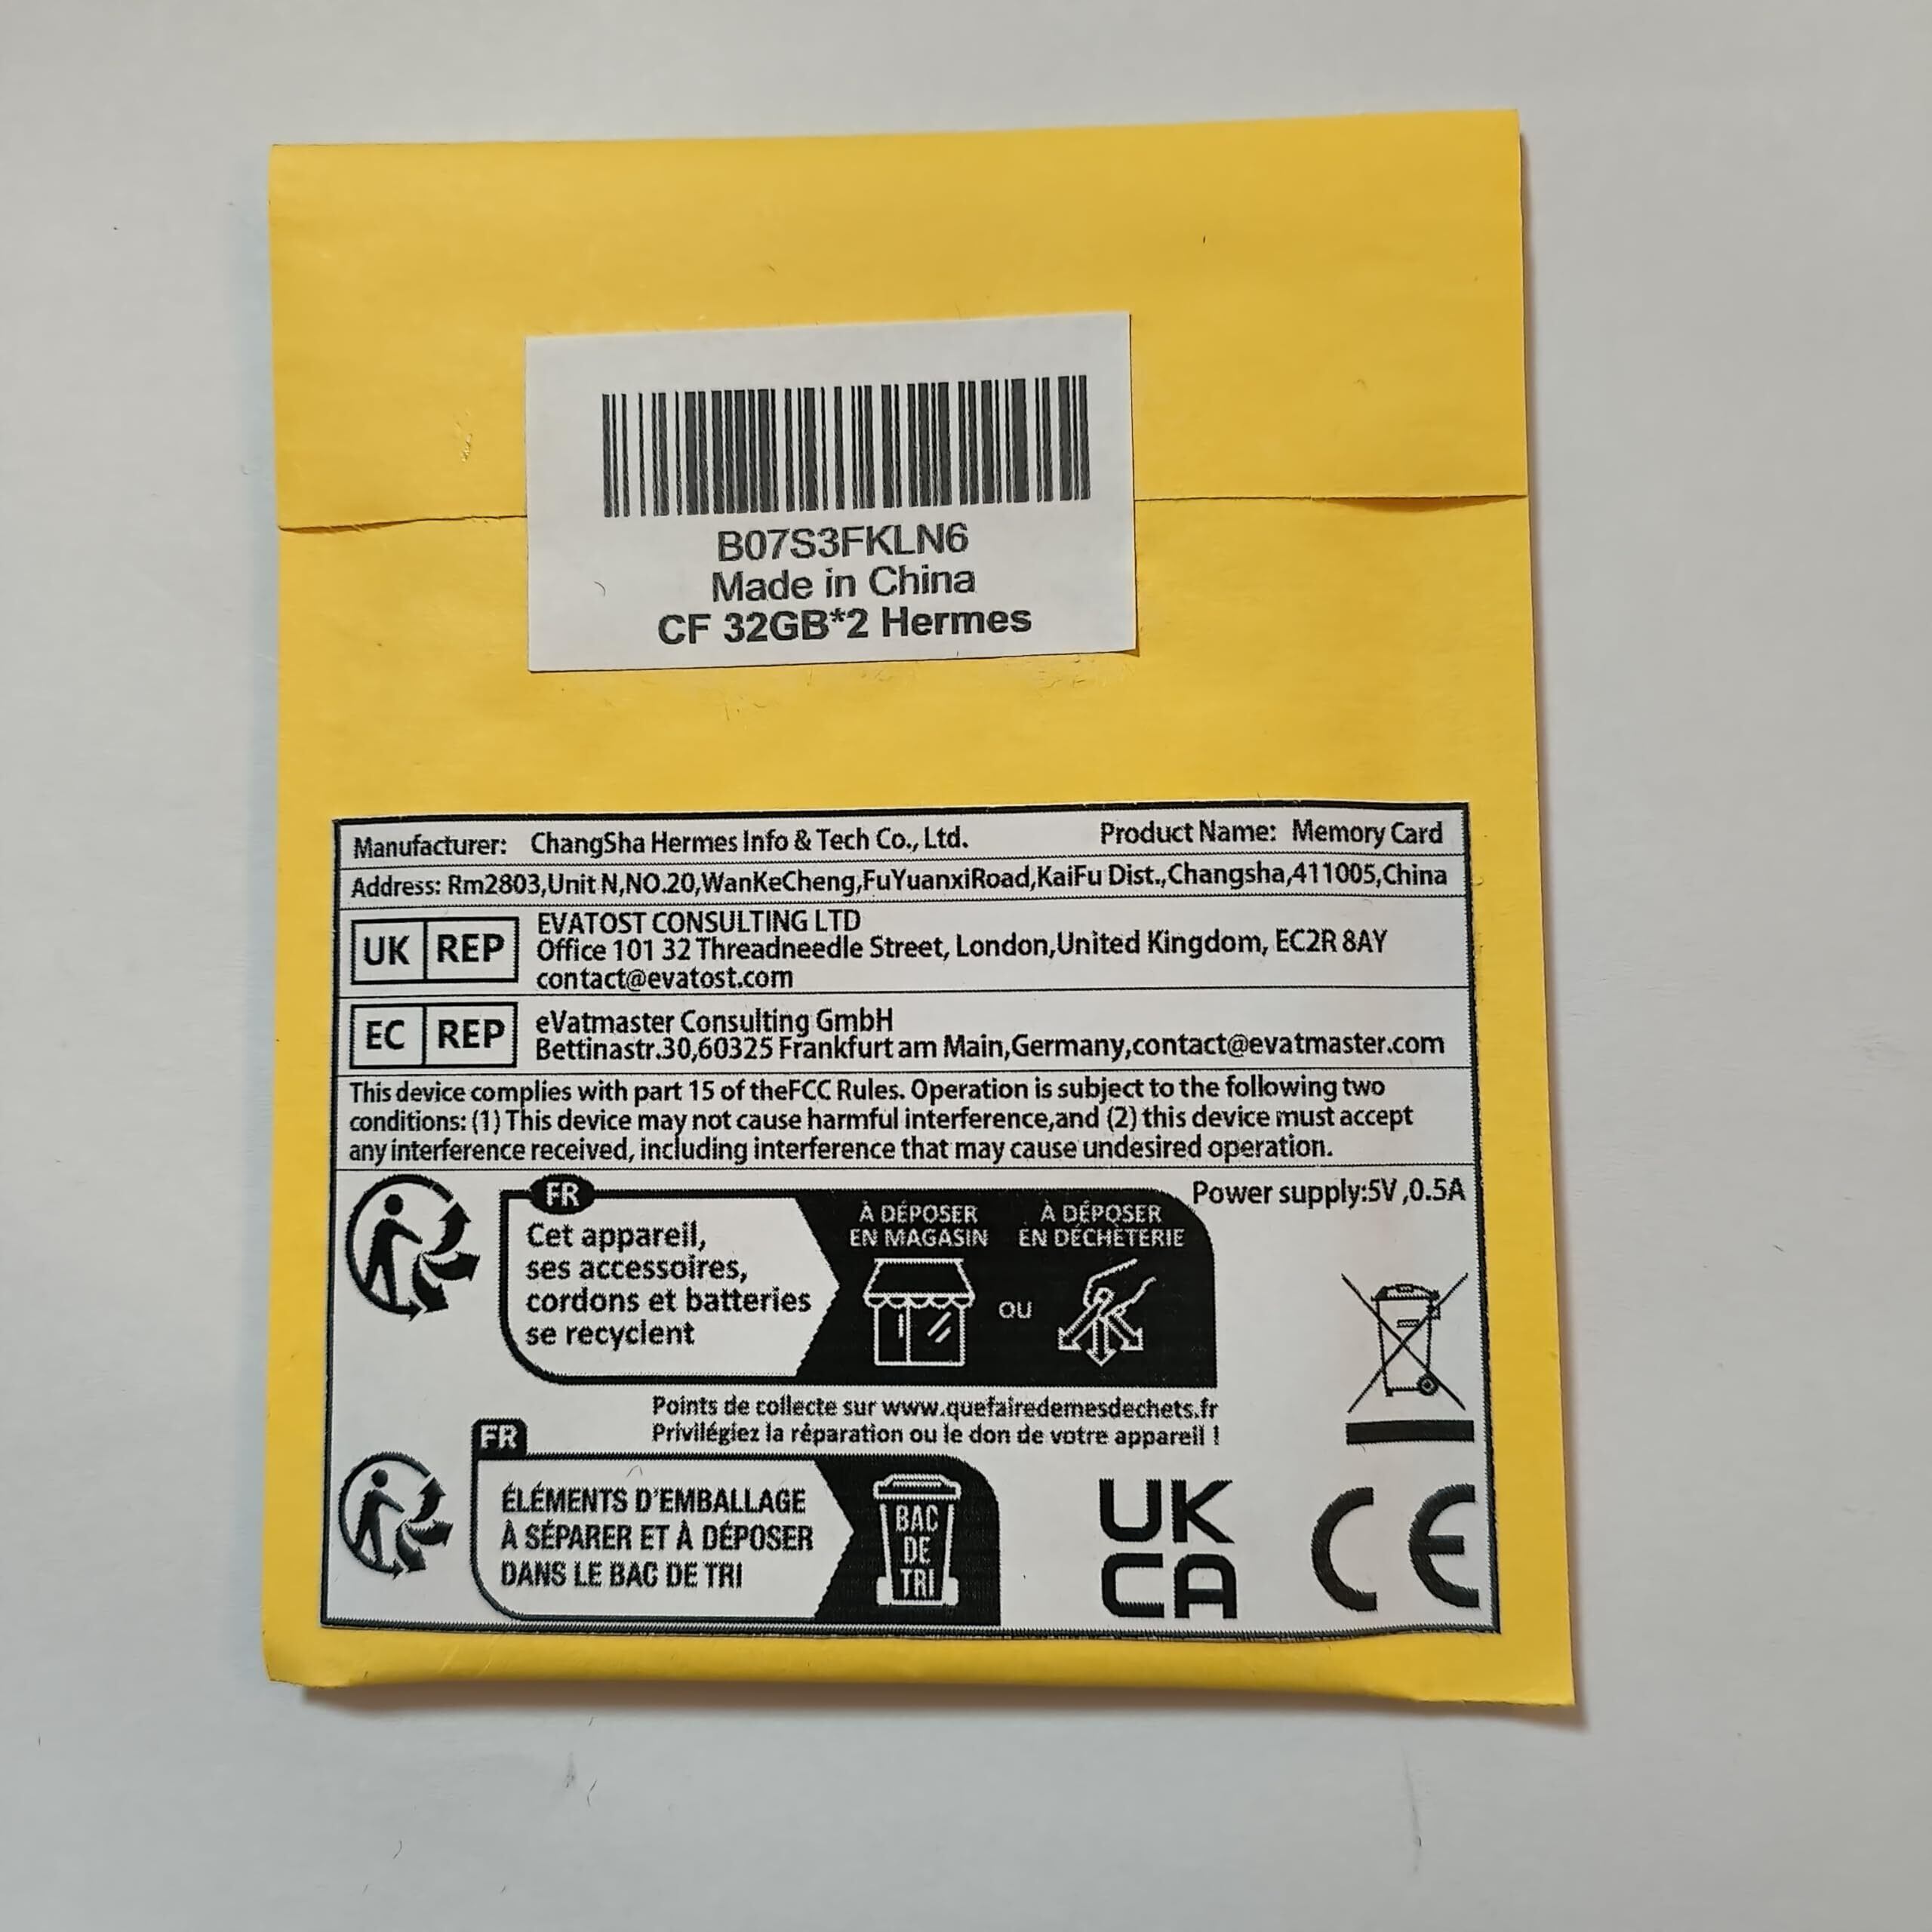 B07S3FKLN6
Made in China
CF 32GB*2 Hermes
Manufacturer: ChangSha Hermes Info & Tech Co., Ltd. Product Name: Memory Card
Address: Rm2803,Unit N,NO.20,WanKeCheng,FuYuanxiRoad,KaiFu Dist.,Changsha,411005,China
UK REP
EVATOST CONSULTING LTD
Office 101 32 Threadneedle Street, London,United Kingdom, EC2R 8AY
contact@evatost.com
EC REP
eVatmaster Consulting GmbH
Bettinastr.30,60325 Frankfurt am Main,Germany,contact@evatmaster.com
This device complies with part 15 of theFCC Rules. Operation is subject to the following two
conditions: (1) This device may not cause harmful interference,and (2) this device must accept
any interference received, including interference that may cause undesired operation.
Power supply:5V ,0.5A
FR
Cet appareil,
ses accessoires,
cordons et batteries
se recyclent
À DÉPOSER
EN MAGASIN
OU
À DÉPOSER
EN DÉCHÈTERIE
Points de collecte sur www.quefairedemesdechets.fr
Privilégiez la réparation ou le don de votre appareil !
FR
ÉLÉMENTS D'EMBALLAGE
À SÉPARER ET À DÉPOSER
DANS LE BAC DE TRI
BAC
DE
TRI
UK
CA
CE